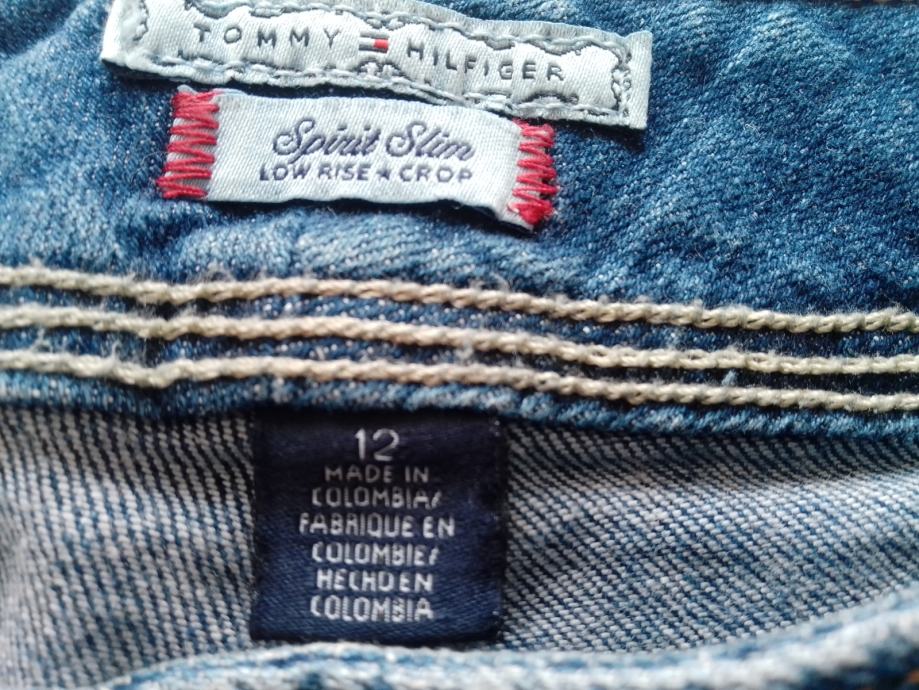 TOMMY HILFIGER
Spirit Slim
LOW RISE ★ CROP
12
MADE IN
COLOMBIA/
FABRIQUE EN
COLOMBIE/
HECHO EN
COLOMBIA